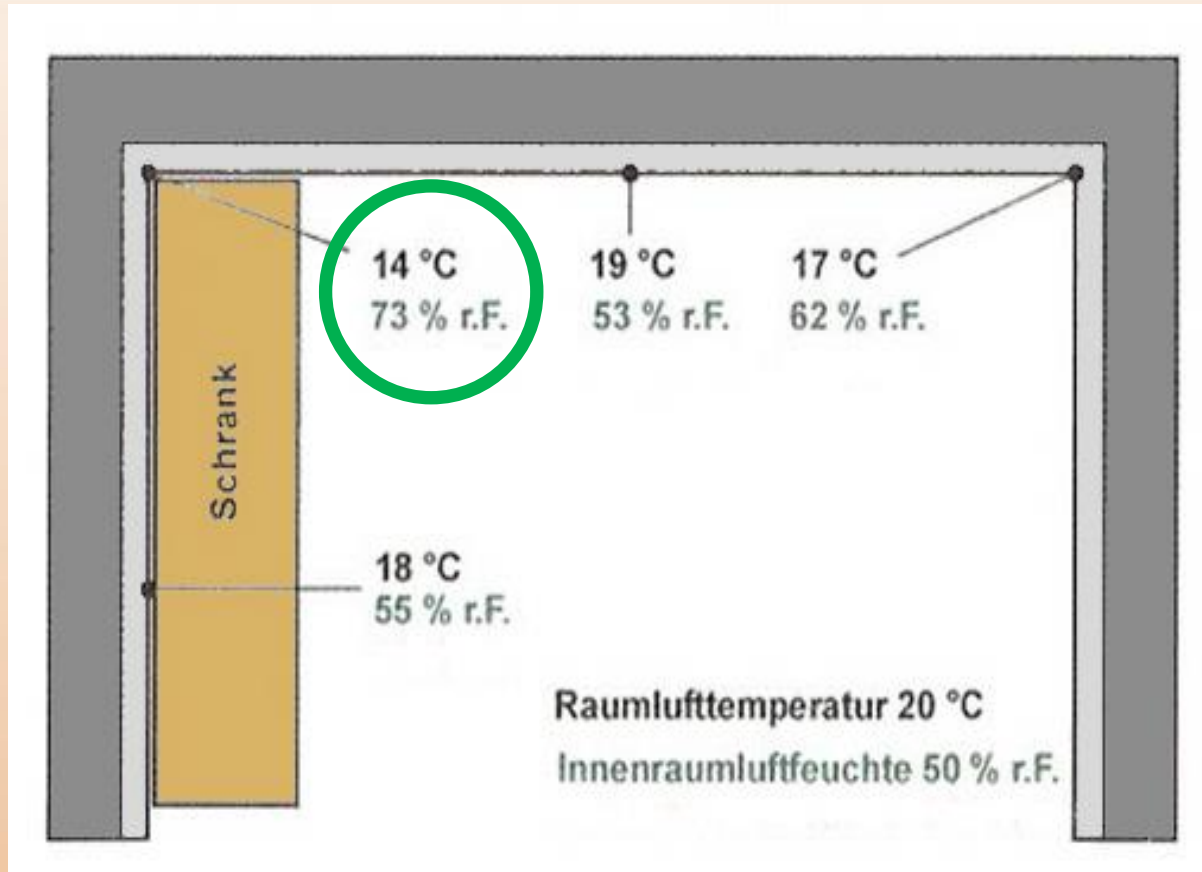 14 °C
73 % r.F.
19 °C
53 % r.F.
17 °C
62 % r.F.
Schrank
18 °C
55 % r.F.
Raumlufttemperatur 20 °C
Innenraumluftfeuchte 50 % r.F.